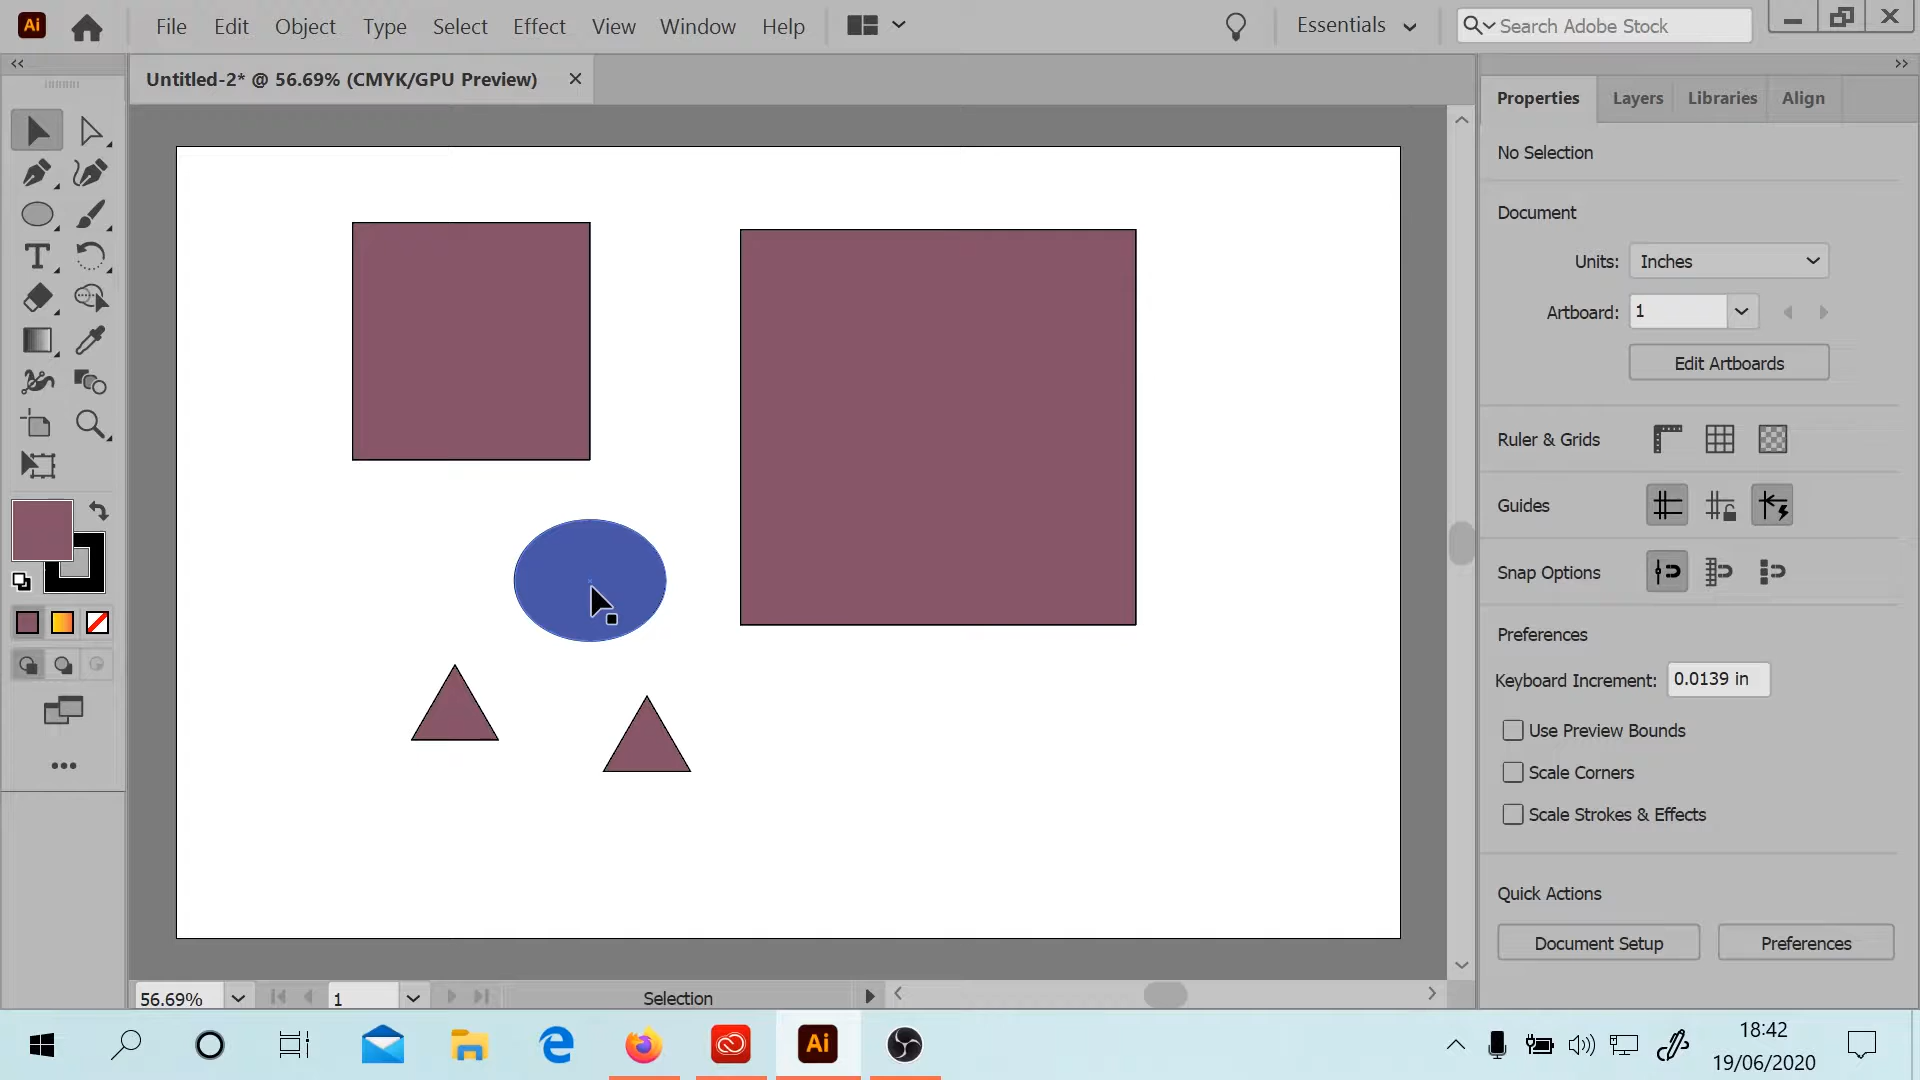 Ai File Edit Object Type Select Effect View Window Help Essentials Search Adobe Stock
Untitled-2* @ 56.69% (CMYK/GPU Preview)
Properties Layers Libraries Align
No Selection
Document
Units: Inches
Artboard: 1
Edit Artboards
Ruler & Grids
Guides
Snap Options
Preferences
Keyboard Increment: 0.0139 in
Use Preview Bounds
Scale Corners
Scale Strokes & Effects
Quick Actions
Document Setup Preferences
56.69% 1 Selection
Ai
18:42
19/06/2020